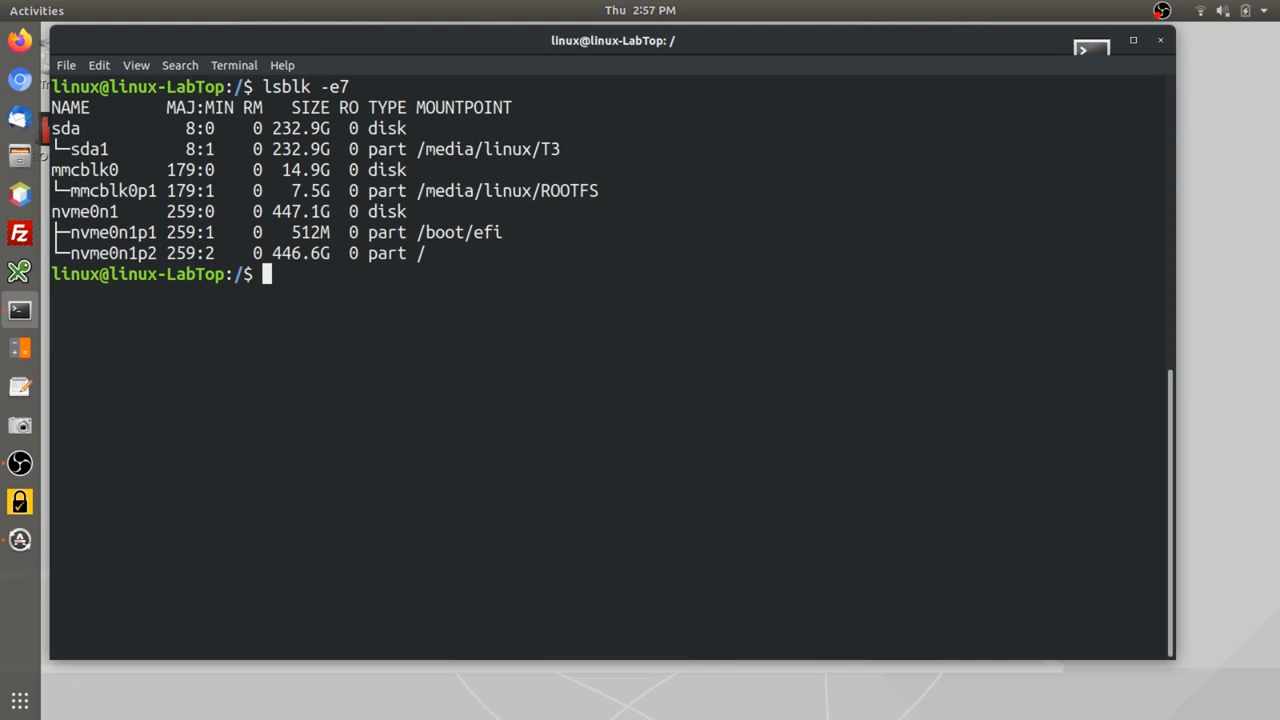 Activities
Thu 2:57 PM
linux@linux-LabTop: /
File Edit View Search Terminal Help
linux@linux-LabTop:/$ lsblk -e7
NAME        MAJ:MIN RM   SIZE RO TYPE MOUNTPOINT
sda           8:0    0 232.9G  0 disk
└─sda1        8:1    0 232.9G  0 part /media/linux/T3
mmcblk0     179:0    0  14.9G  0 disk
└─mmcblk0p1 179:1    0   7.5G  0 part /media/linux/ROOTFS
nvme0n1     259:0    0 447.1G  0 disk
├─nvme0n1p1 259:1    0   512M  0 part /boot/efi
└─nvme0n1p2 259:2    0 446.6G  0 part /
linux@linux-LabTop:/$